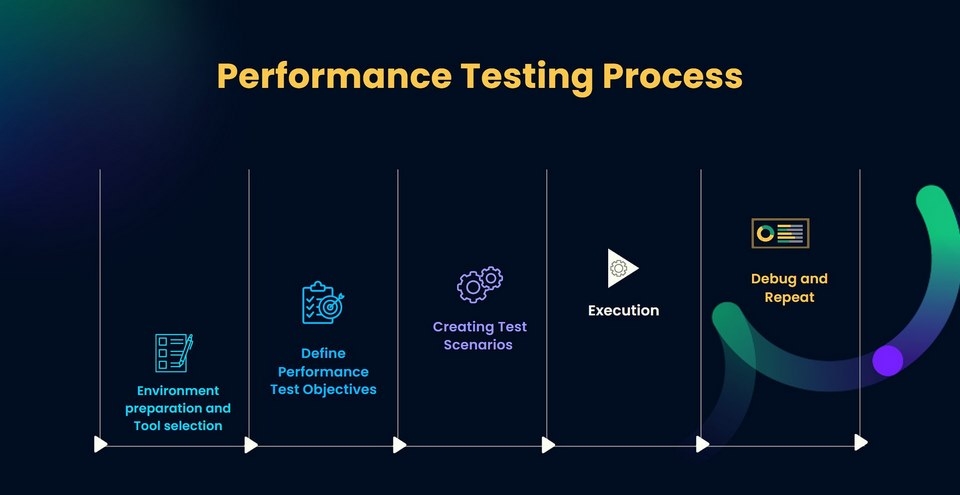 Performance Testing Process
Environment
preparation and
Tool selection
Define
Performance
Test Objectives
Creating Test
Scenarios
Execution
Debug and
Repeat